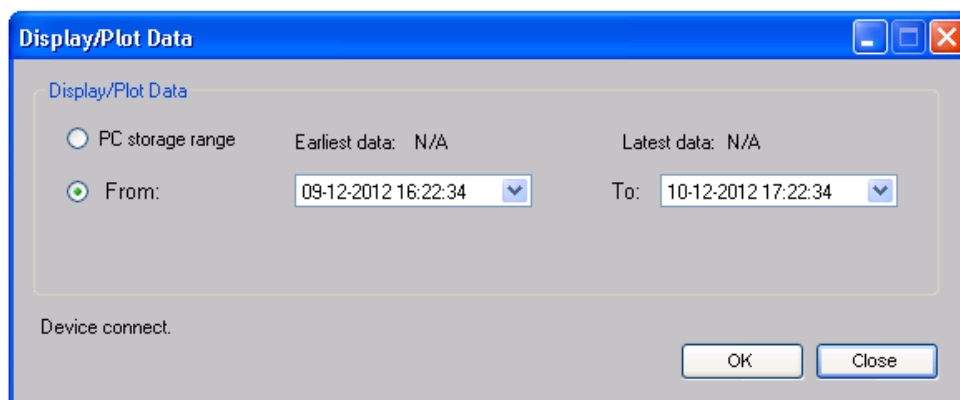 Display/Plot Data
Display/Plot Data
PC storage range Earliest data: N/A Latest data: N/A
From: 09-12-2012 16:22:34 To: 10-12-2012 17:22:34
Device connect.
OK Close